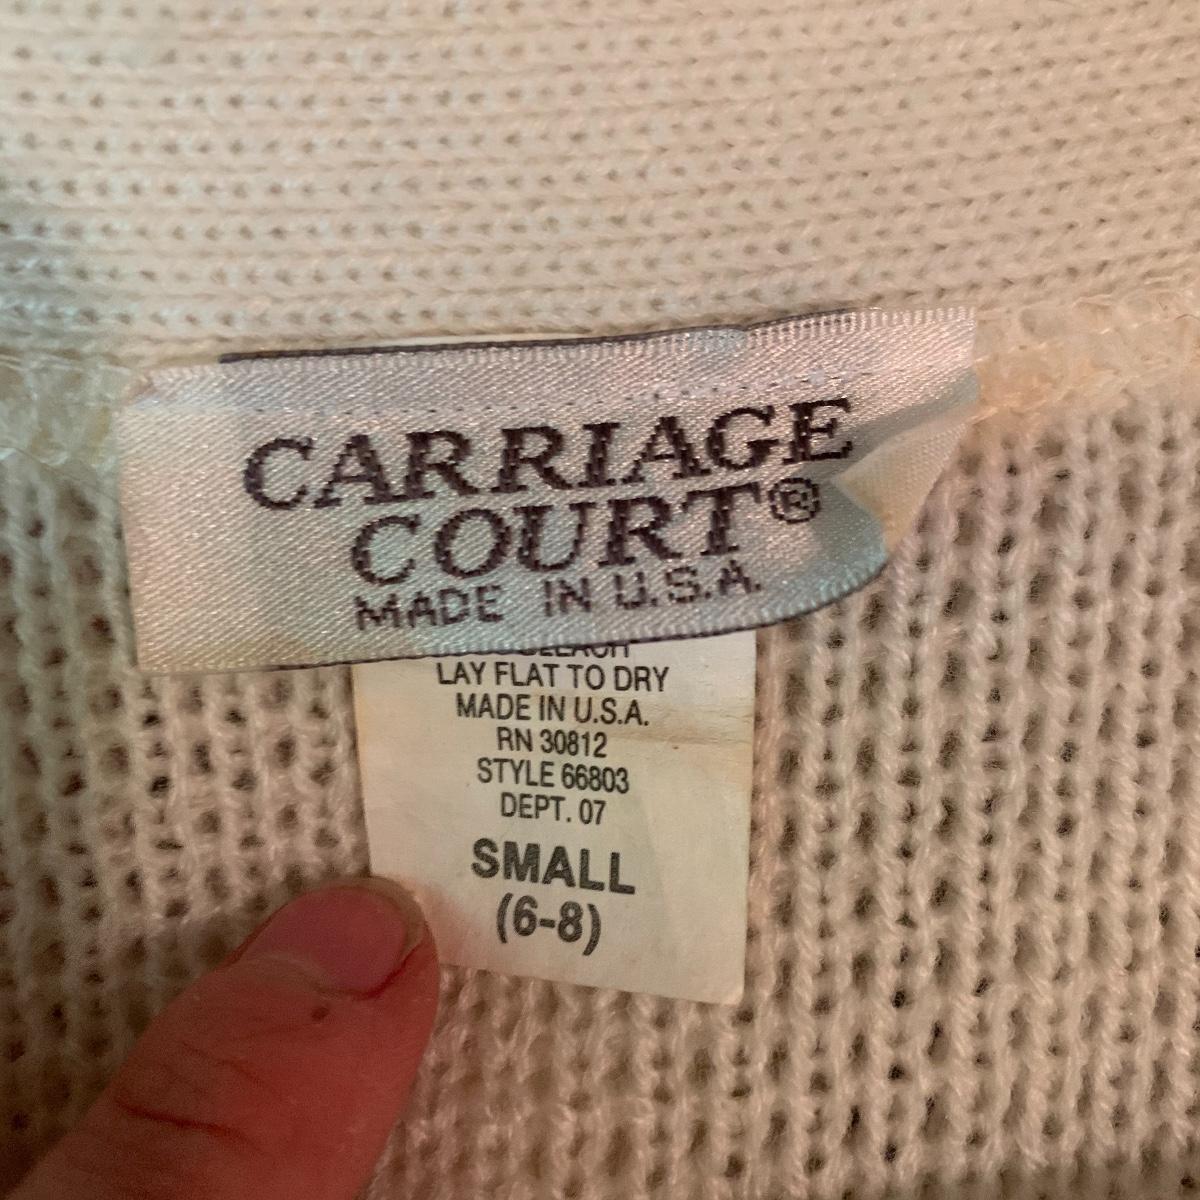 CARRIAGE
COURT®
MADE IN U.S.A.
BLEACH
LAY FLAT TO DRY
MADE IN U.S.A.
RN 30812
STYLE 66803
DEPT. 07
SMALL
(6-8)